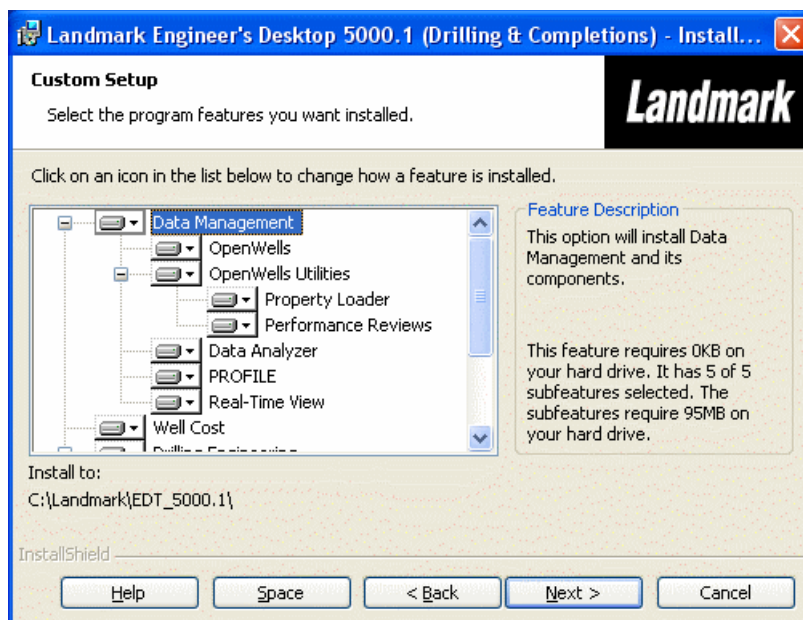 Landmark Engineer's Desktop 5000.1 (Drilling & Completions) - Install...
Custom Setup
Select the program features you want installed.
Landmark
Click on an icon in the list below to change how a feature is installed.
Data Management
OpenWells
OpenWells Utilities
Property Loader
Performance Reviews
Data Analyzer
PROFILE
Real-Time View
Well Cost
Drilling Engineering
Feature Description
This option will install Data
Management and its
components.
This feature requires 0KB on
your hard drive. It has 5 of 5
subfeatures selected. The
subfeatures require 95MB on
your hard drive.
Install to:
C:\Landmark\EDT_5000.1\
InstallShield
Help
Space
< Back
Next >
Cancel